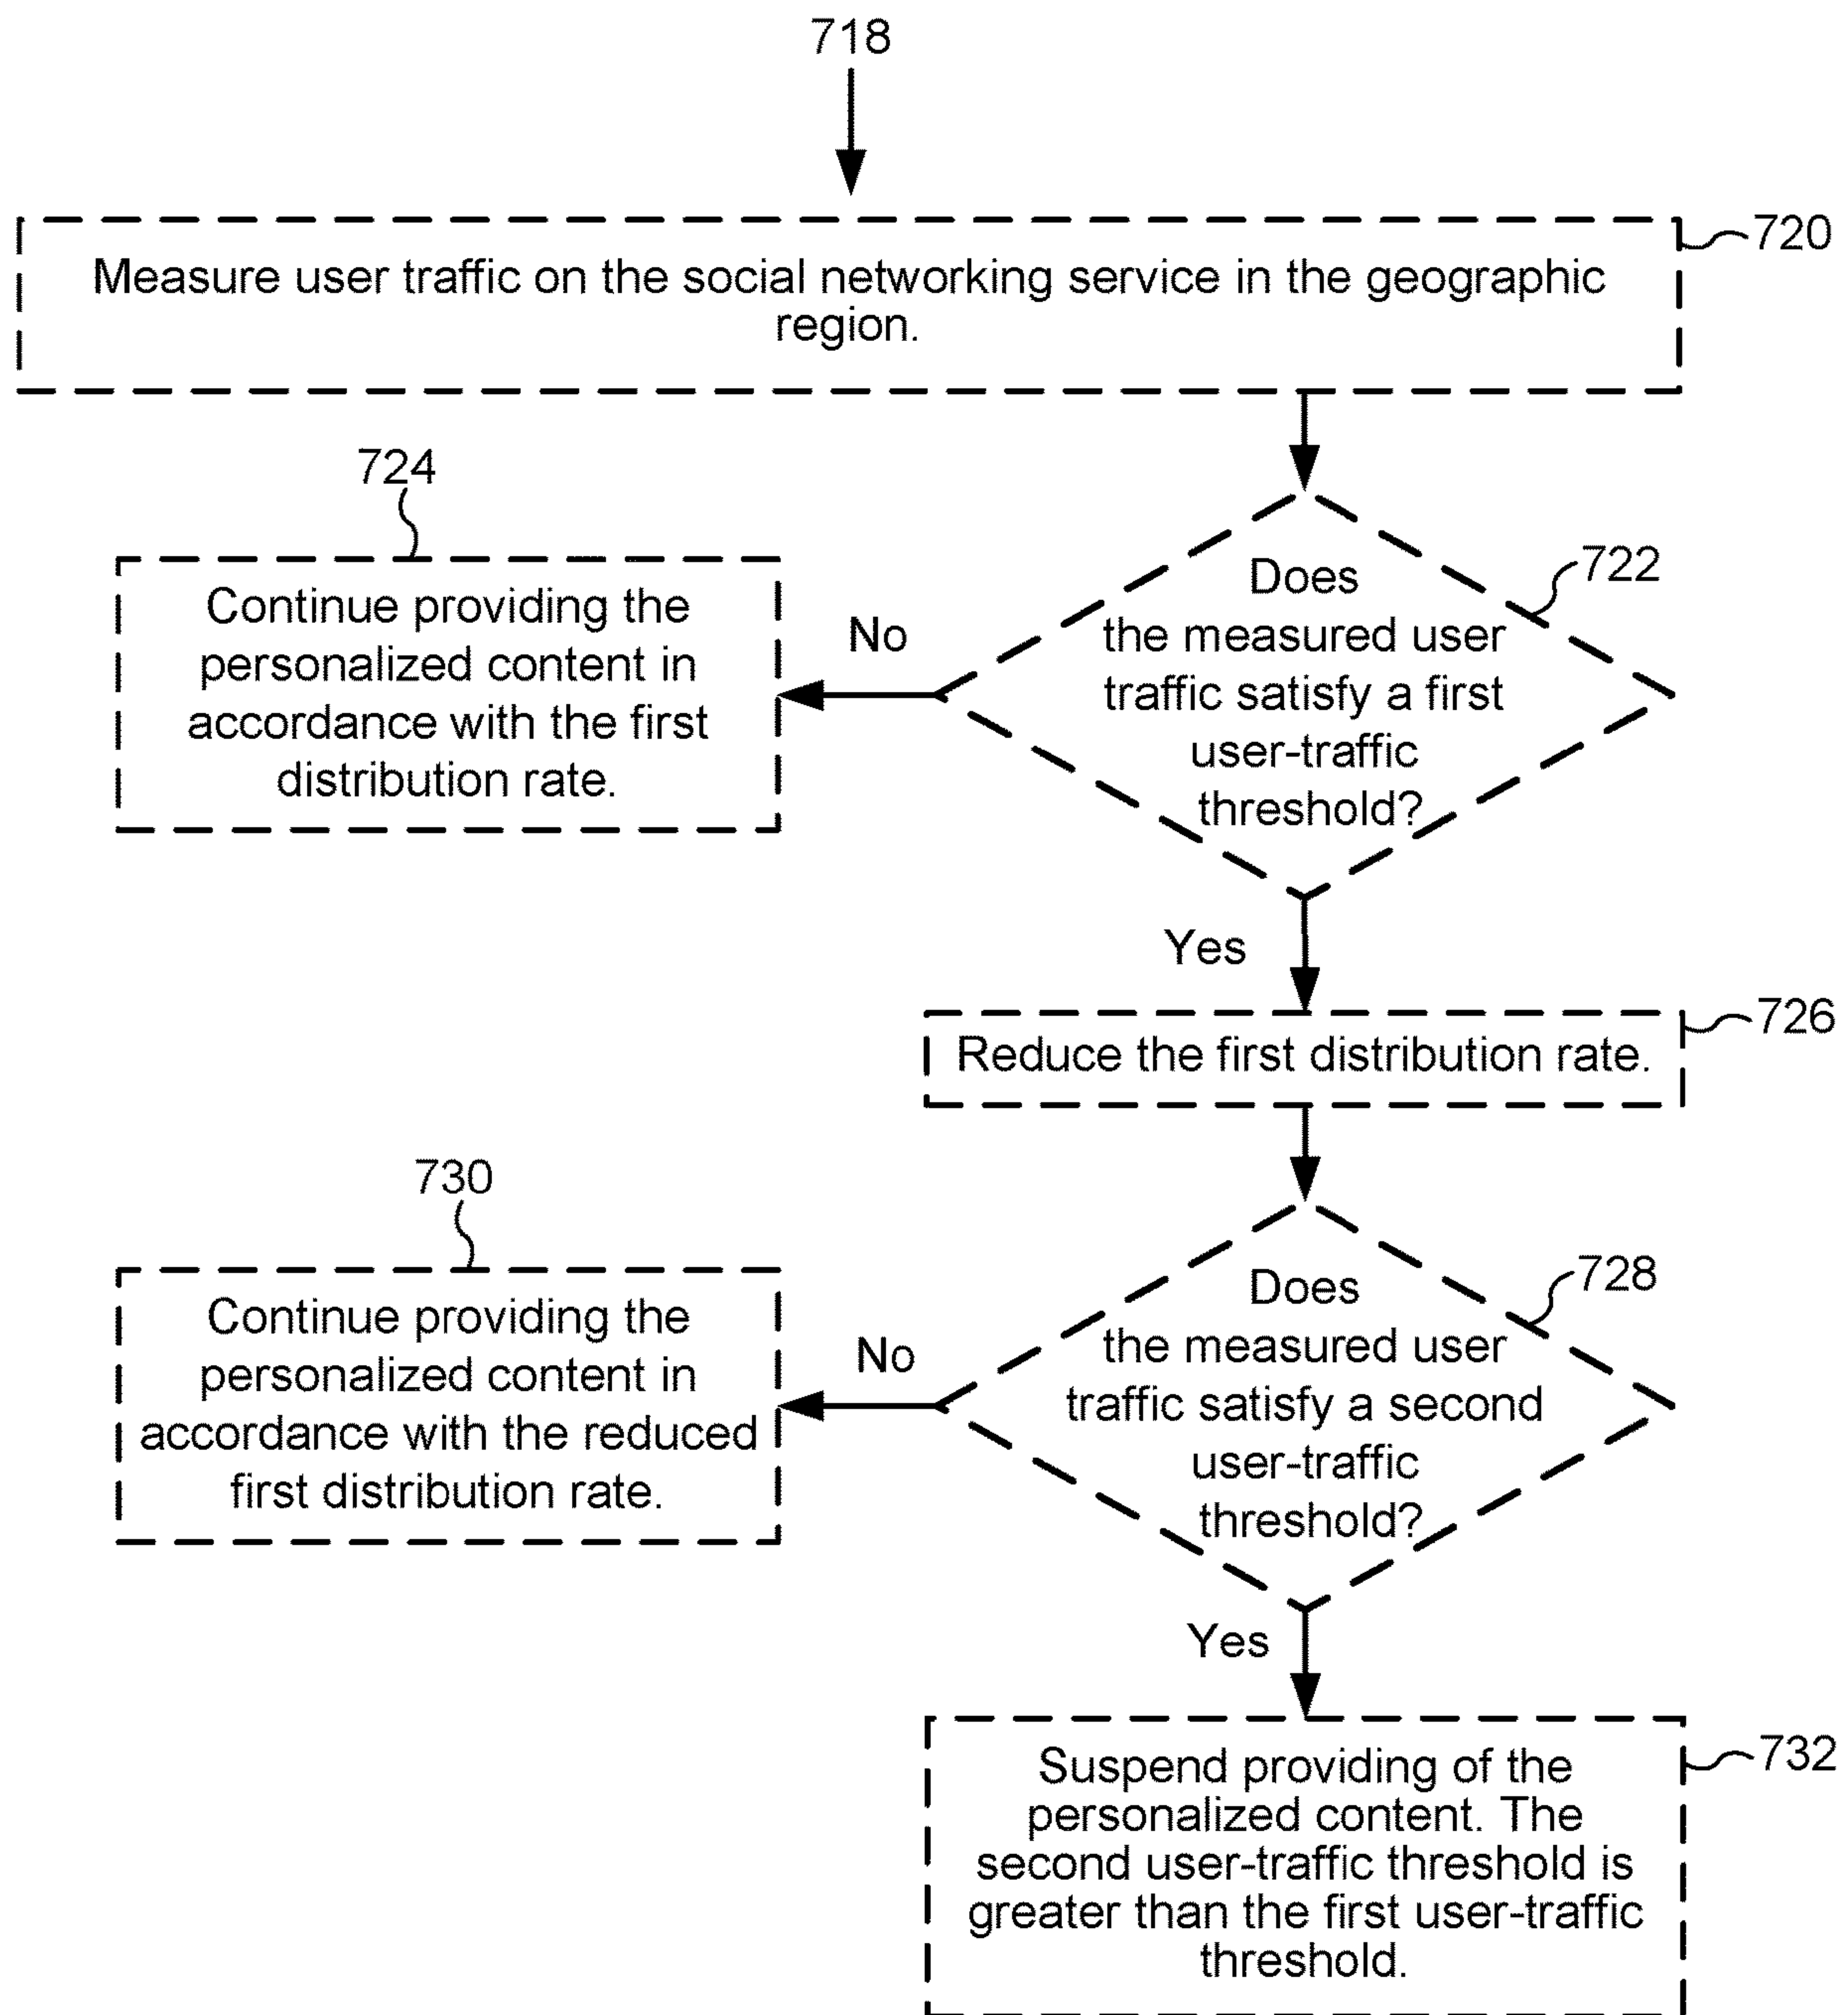 718
720
Measure user traffic on the social networking service in the geographic
region.
724
Continue providing the
personalized content in
accordance with the first
distribution rate.
No
722
Does
the measured user
traffic satisfy a first
user-traffic
threshold?
Yes
726
Reduce the first distribution rate.
730
Continue providing the
personalized content in
accordance with the reduced
first distribution rate.
No
728
Does
the measured user
traffic satisfy a second
user-traffic
threshold?
Yes
732
Suspend providing of the
personalized content. The
second user-traffic threshold is
greater than the first user-traffic
threshold.